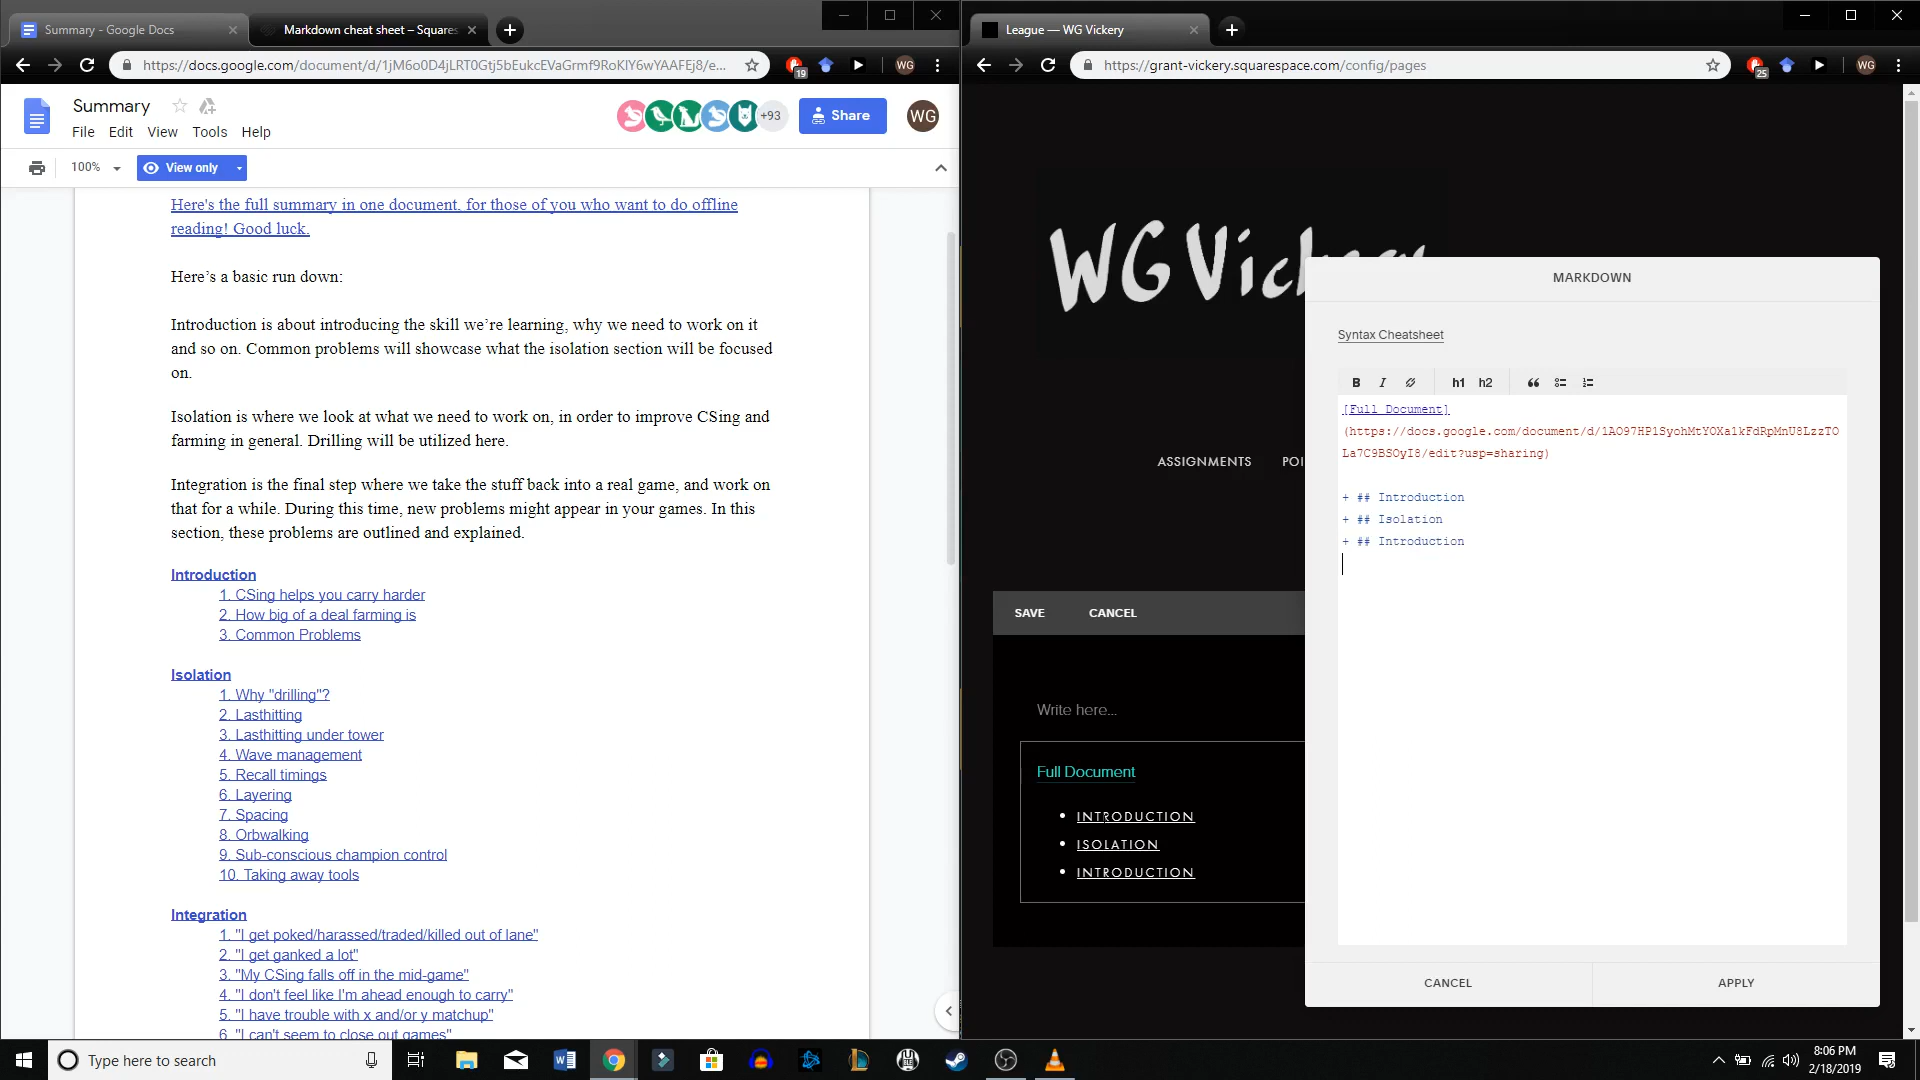 Summary - Google Docs
Markdown cheat sheet – Squares
https://docs.google.com/document/d/1jM6o0D4jLRT0Gtj5bEukcEVaGrmf9RoKlY6wYAAFEj8/e...
19
WG
Summary
File Edit View Tools Help
+93
Share
WG
100%
View only
Here's the full summary in one document, for those of you who want to do offline
reading! Good luck.
Here's a basic run down:
Introduction is about introducing the skill we're learning, why we need to work on it
and so on. Common problems will showcase what the isolation section will be focused
on.
Isolation is where we look at what we need to work on, in order to improve CSing and
farming in general. Drilling will be utilized here.
Integration is the final step where we take the stuff back into a real game, and work on
that for a while. During this time, new problems might appear in your games. In this
section, these problems are outlined and explained.
Introduction
1. CSing helps you carry harder
2. How big of a deal farming is
3. Common Problems
Isolation
1. Why "drilling"?
2. Lasthitting
3. Lasthitting under tower
4. Wave management
5. Recall timings
6. Layering
7. Spacing
8. Orbwalking
9. Sub-conscious champion control
10. Taking away tools
Integration
1. "I get poked/harassed/traded/killed out of lane"
2. "I get ganked a lot"
3. "My CSing falls off in the mid-game"
4. "I don't feel like I'm ahead enough to carry"
5. "I have trouble with x and/or y matchup"
6. "I can't seem to close out games"
League — WG Vickery
https://grant-vickery.squarespace.com/config/pages
25
WG
WG Vickery
ASSIGNMENTS POI
SAVE CANCEL
Write here...
Full Document
• INTRODUCTION
• ISOLATION
• INTRODUCTION
MARKDOWN
Syntax Cheatsheet
B I h1 h2
[Full Document]
(https://docs.google.com/document/d/1AO97HP1SyohMtYOXa1kFdRpMnU8LzzTO
La7C9BSOyI8/edit?usp=sharing)
+ ## Introduction
+ ## Isolation
+ ## Introduction
CANCEL
APPLY
Type here to search
8:06 PM
2/18/2019